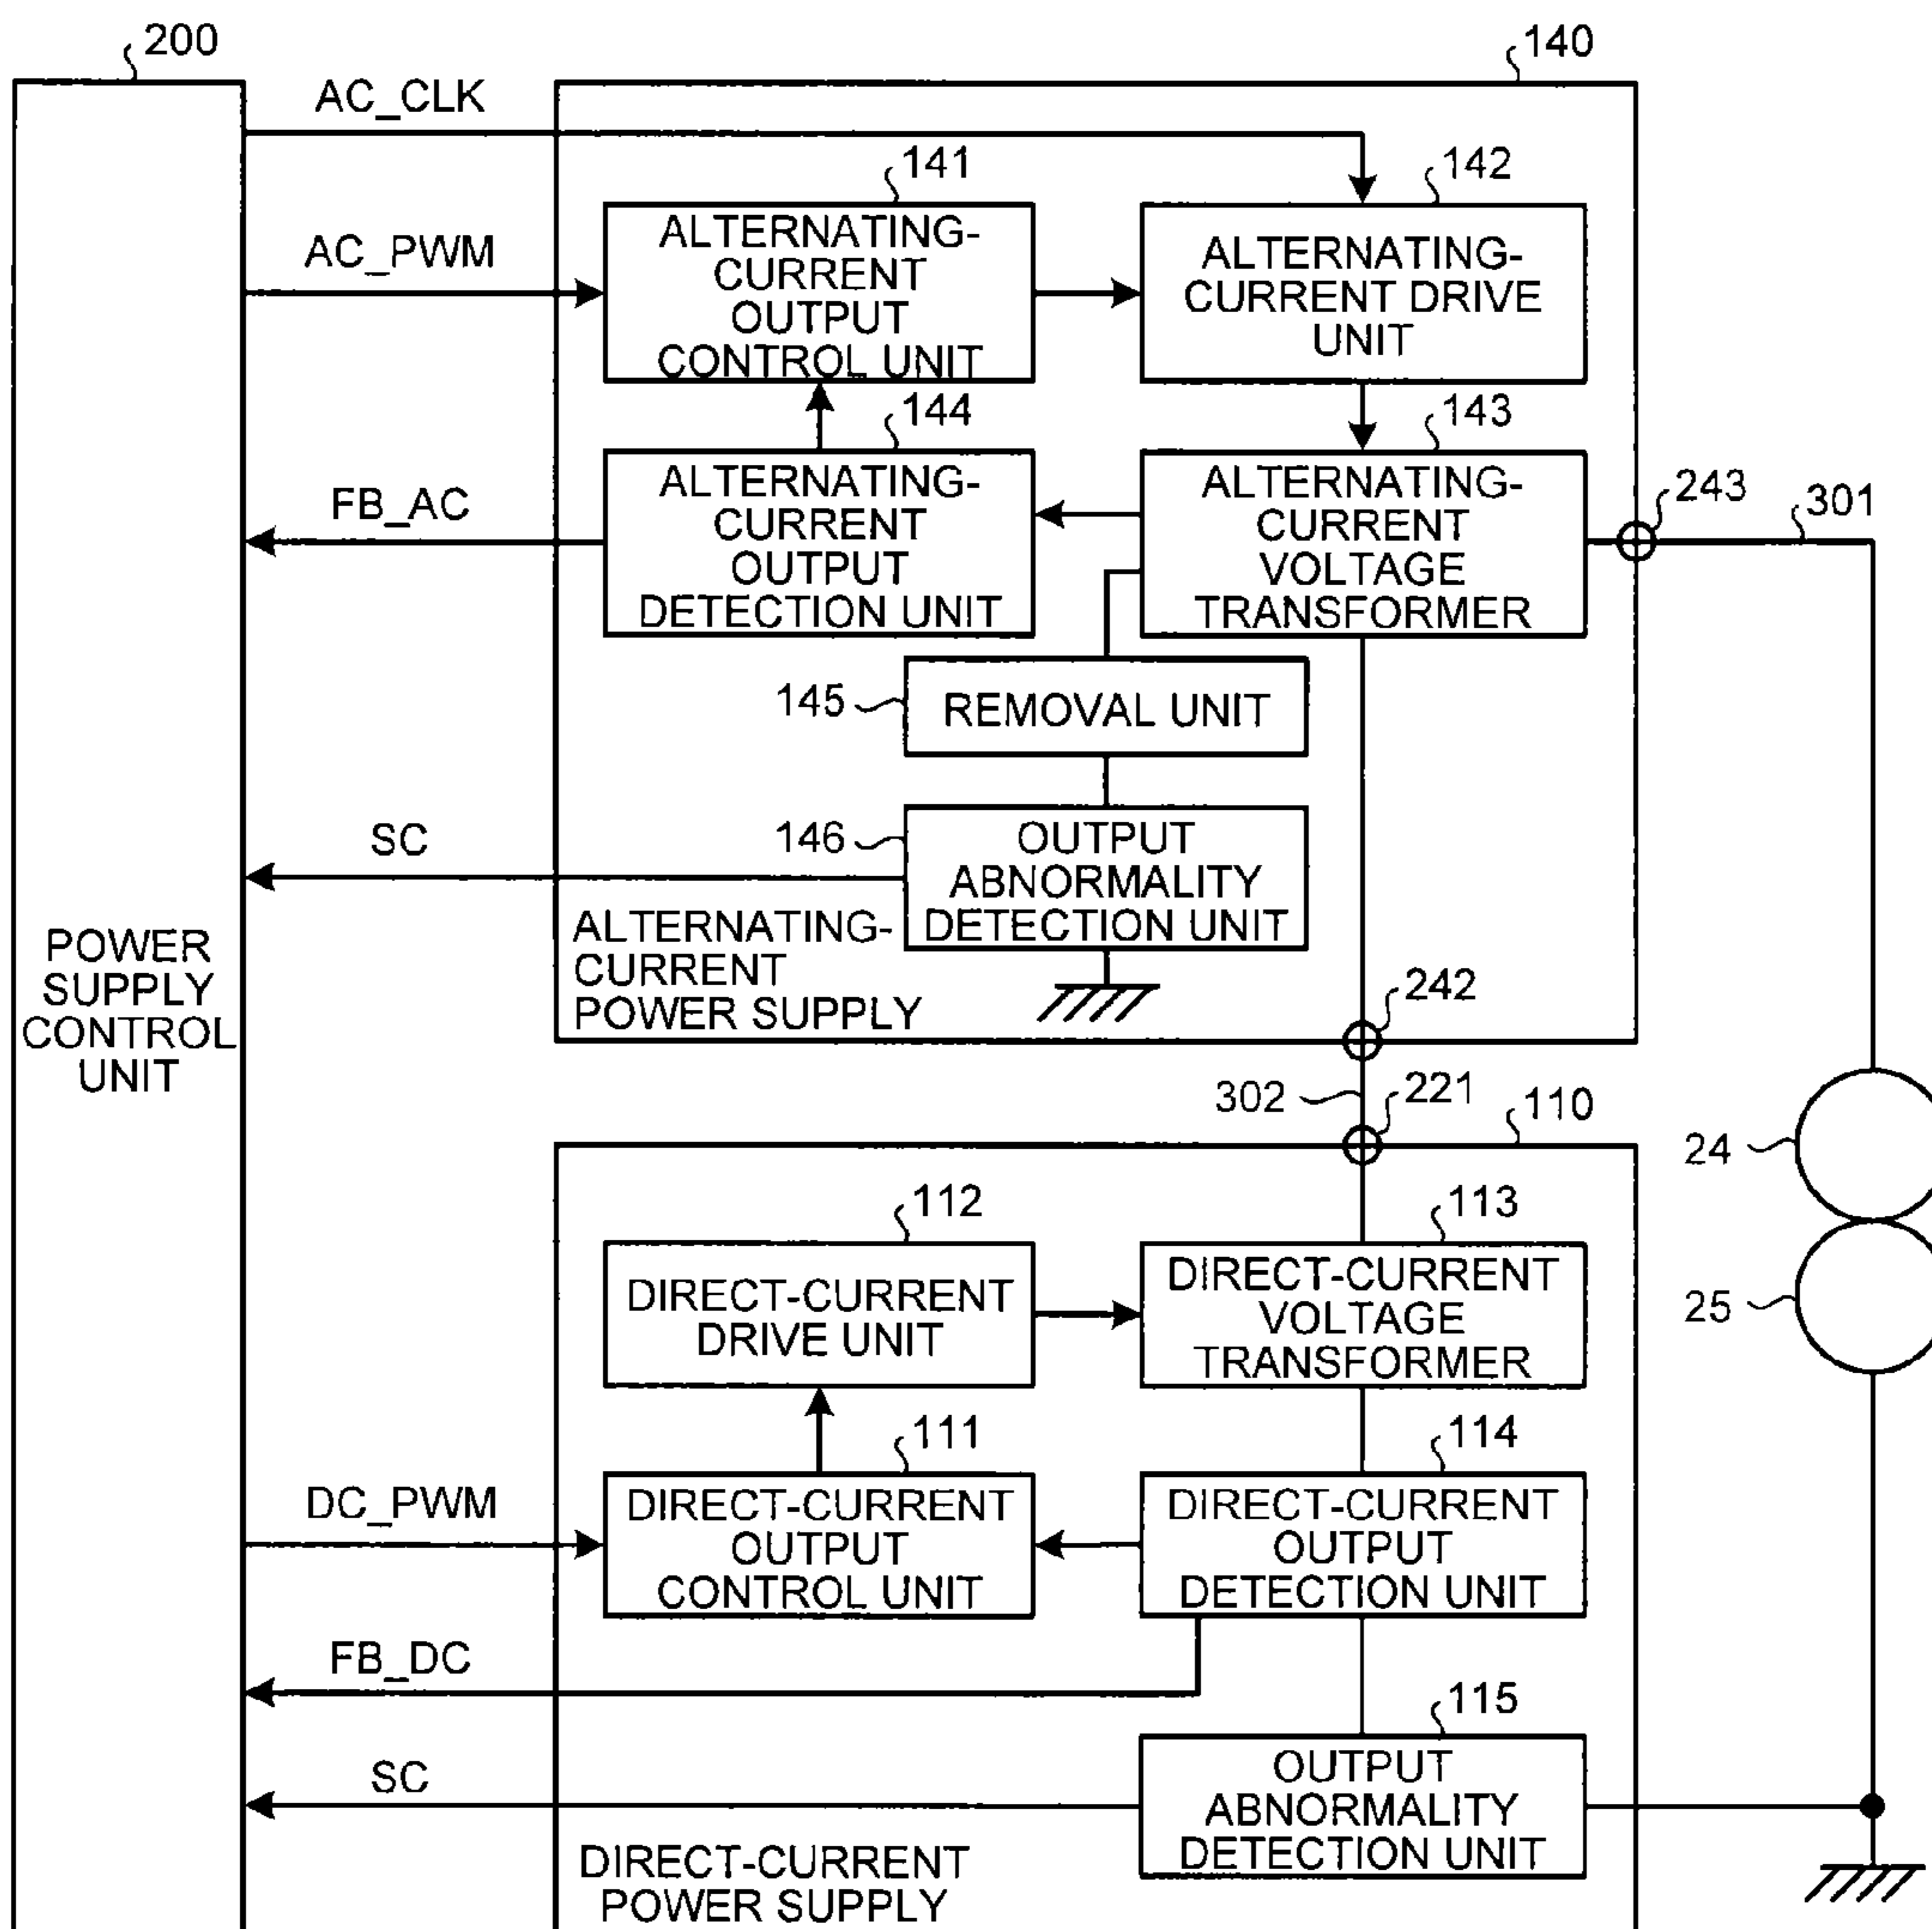 200
140
AC_CLK
141
142
ALTERNATING-
CURRENT
OUTPUT
CONTROL UNIT
AC_PWM
ALTERNATING-
CURRENT DRIVE
UNIT
144
143
ALTERNATING-
CURRENT
OUTPUT
DETECTION UNIT
FB_AC
ALTERNATING-
CURRENT
VOLTAGE
TRANSFORMER
243
301
145
REMOVAL UNIT
146
OUTPUT
ABNORMALITY
DETECTION UNIT
SC
POWER
SUPPLY
CONTROL
UNIT
ALTERNATING-
CURRENT
POWER SUPPLY
242
302
221
110
24
25
112
113
DIRECT-CURRENT
DRIVE UNIT
DIRECT-CURRENT
VOLTAGE
TRANSFORMER
111
114
DC_PWM
DIRECT-CURRENT
OUTPUT
CONTROL UNIT
DIRECT-CURRENT
OUTPUT
DETECTION UNIT
FB_DC
115
SC
OUTPUT
ABNORMALITY
DETECTION UNIT
DIRECT-CURRENT
POWER SUPPLY